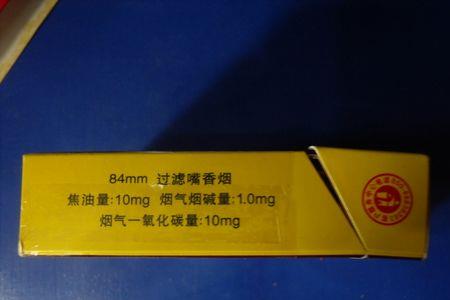 84mm 过滤嘴香烟
焦油量:10mg 烟气烟碱量:1.0mg
烟气一氧化碳量:10mg